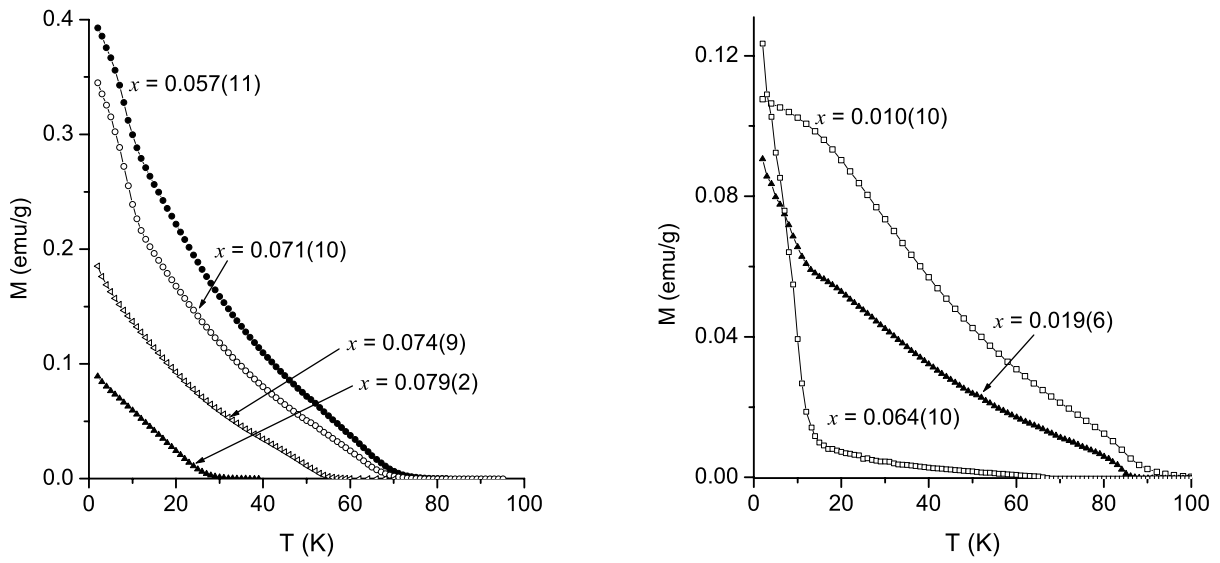 0.4
0.3
0.2
0.1
0.0
M (emu/g)
x = 0.057(11)
x = 0.071(10)
x = 0.074(9)
x = 0.079(2)
0 20 40 60 80 100
T (K)
0.12
0.08
0.04
0.00
M (emu/g)
x = 0.010(10)
x = 0.019(6)
x = 0.064(10)
0 20 40 60 80 100
T (K)